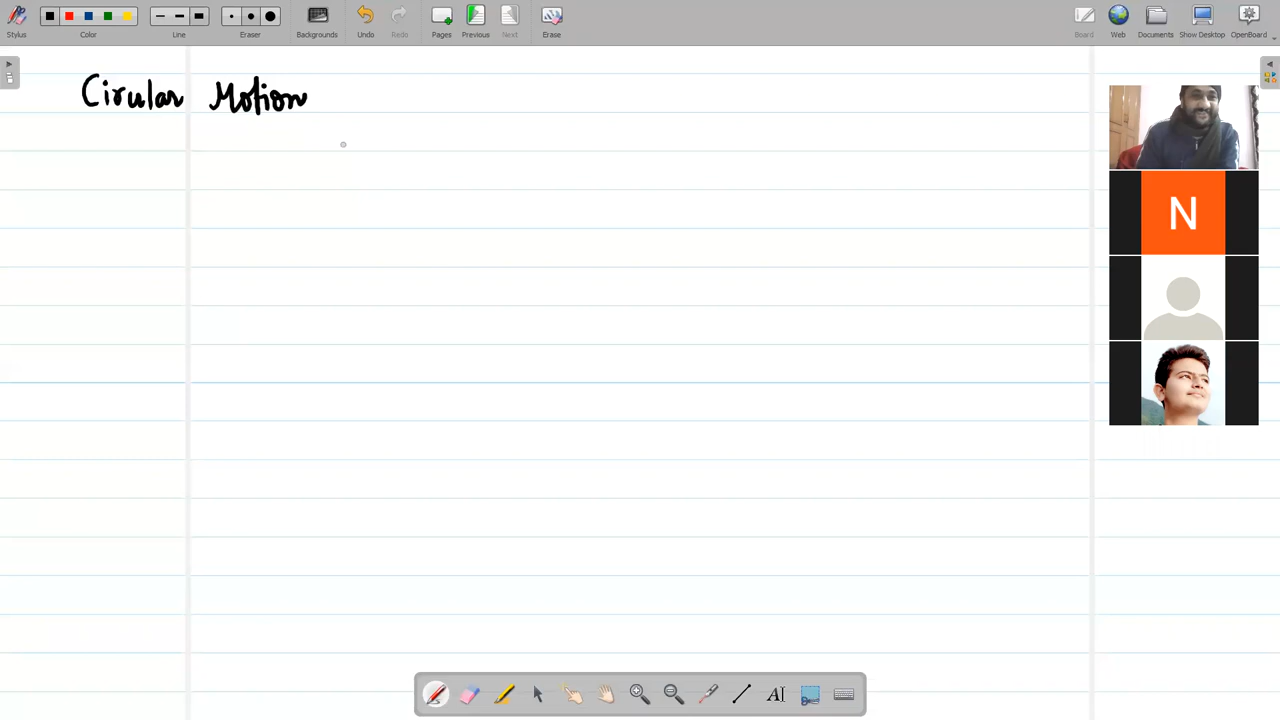 Stylus Color Line Eraser Backgrounds Undo Redo Pages Previous Next Erase Board Web Documents Show Desktop OpenBoard
Cirular Motion
N
AI